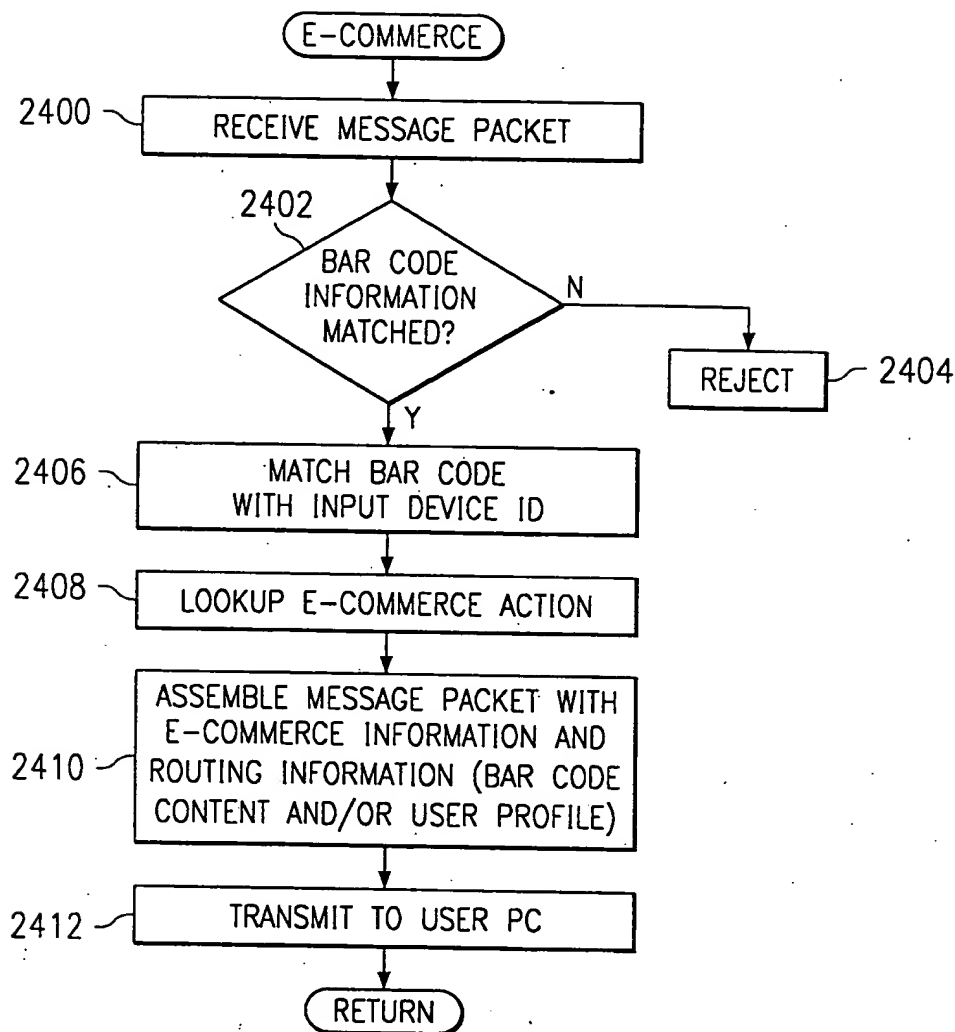 E-COMMERCE
2400
RECEIVE MESSAGE PACKET
2402
BAR CODE
INFORMATION
MATCHED?
N
REJECT
2404
Y
2406
MATCH BAR CODE
WITH INPUT DEVICE ID
2408
LOOKUP E-COMMERCE ACTION
2410
ASSEMBLE MESSAGE PACKET WITH
E-COMMERCE INFORMATION AND
ROUTING INFORMATION (BAR CODE
CONTENT AND/OR USER PROFILE)
2412
TRANSMIT TO USER PC
RETURN